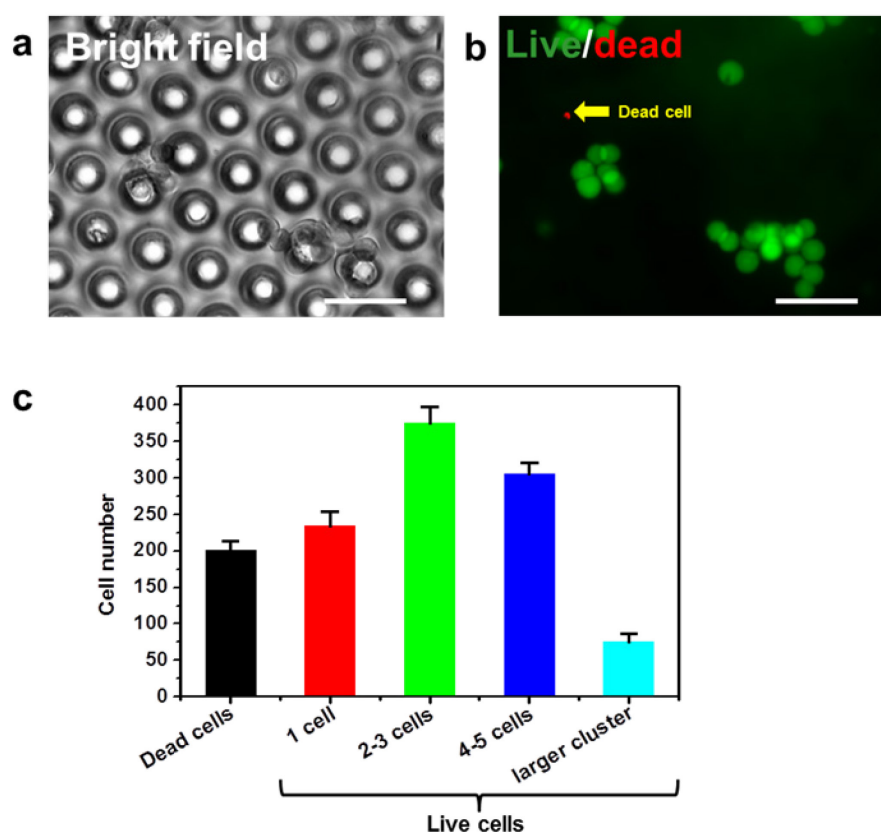 a
Bright field
b
Live/dead
Dead cell
c
Cell number
400
350
300
250
200
150
100
50
0
Dead cells
1 cell
2-3 cells
4-5 cells
larger cluster
Live cells